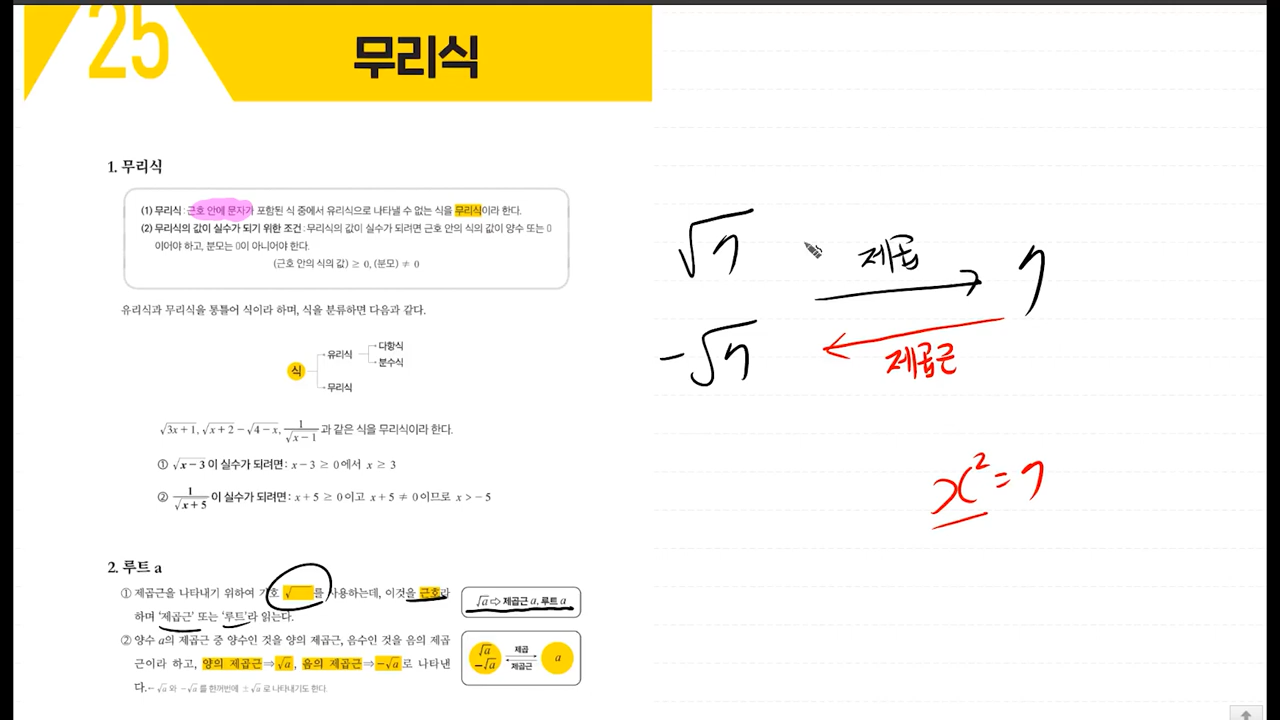 25
무리식
1. 무리식
(1) 무리식 : 근호 안에 문자가 포함된 식 중에서 유리식으로 나타낼 수 없는 식을 무리식이라 한다.
(2) 무리식의 값이 실수가 되기 위한 조건 : 무리식의 값이 실수가 되려면 근호 안의 식의 값이 양수 또는 0
이어야 하고, 분모는 0이 아니어야 한다.
(근호 안의 식의 값) ≥ 0, (분모) ≠ 0
유리식과 무리식을 통틀어 식이라 하며, 식을 분류하면 다음과 같다.
식
유리식
다항식
분수식
무리식
√3x+1, √x+2 − √4−x, 1/√x−1 과 같은 식을 무리식이라 한다.
① √x−3 이 실수가 되려면 : x−3 ≥ 0에서 x ≥ 3
② 1/√x+5 이 실수가 되려면 : x+5 ≥ 0이고 x+5 ≠ 0이므로 x > −5
2. 루트 a
① 제곱근을 나타내기 위하여 기호 √ 를 사용하는데, 이것을 근호라
하며 '제곱근' 또는 '루트'라 읽는다.
√a ⇨ 제곱근 a, 루트 a
② 양수 a의 제곱근 중 양수인 것을 양의 제곱근, 음수인 것을 음의 제곱
근이라 하고, 양의 제곱근 ⇒ √a, 음의 제곱근 ⇒ −√a 로 나타낸
다. ← √a 와 −√a 를 한꺼번에 ±√a 로 나타내기도 한다.
√a
−√a
제곱
제곱근
a
√7
제곱
7
−√7
제곱근
x² = 7